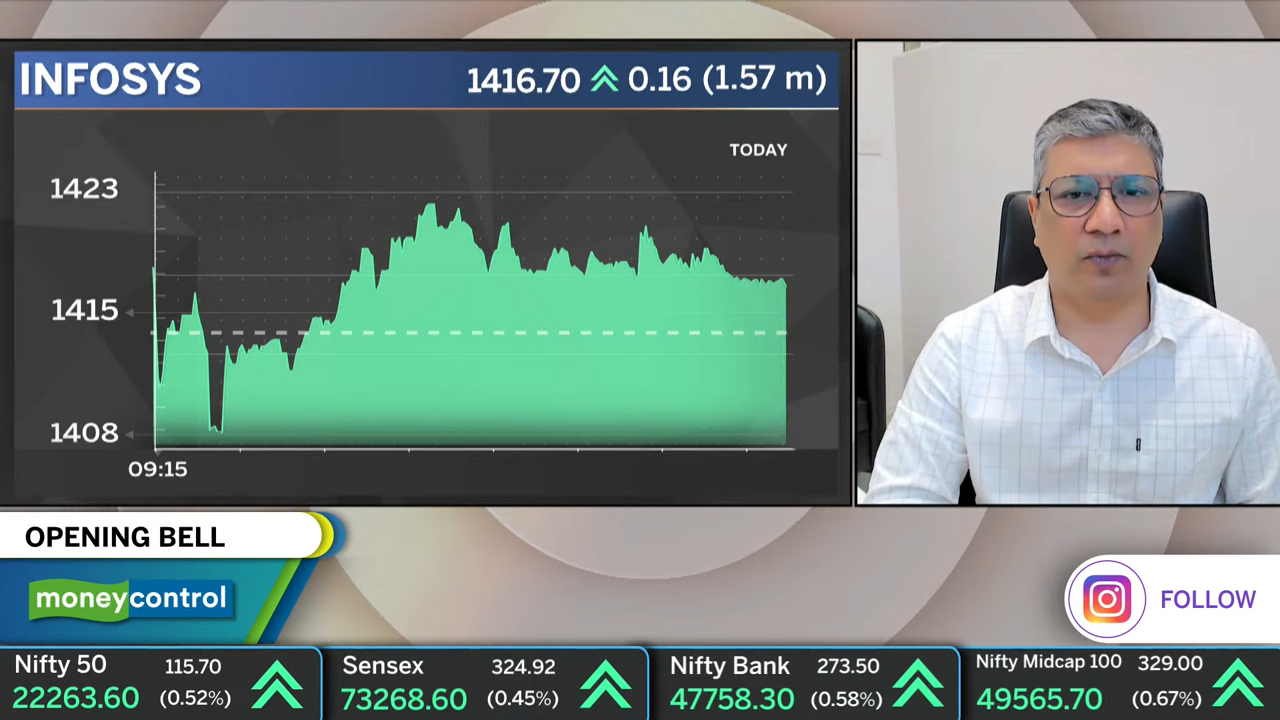 INFOSYS
1416.70 0.16 (1.57 m)
TODAY
1423
1415
1408
09:15
OPENING BELL
moneycontrol
FOLLOW
Nifty 50 115.70
22263.60 (0.52%)
Sensex 324.92
73268.60 (0.45%)
Nifty Bank 273.50
47758.30 (0.58%)
Nifty Midcap 100 329.00
49565.70 (0.67%)